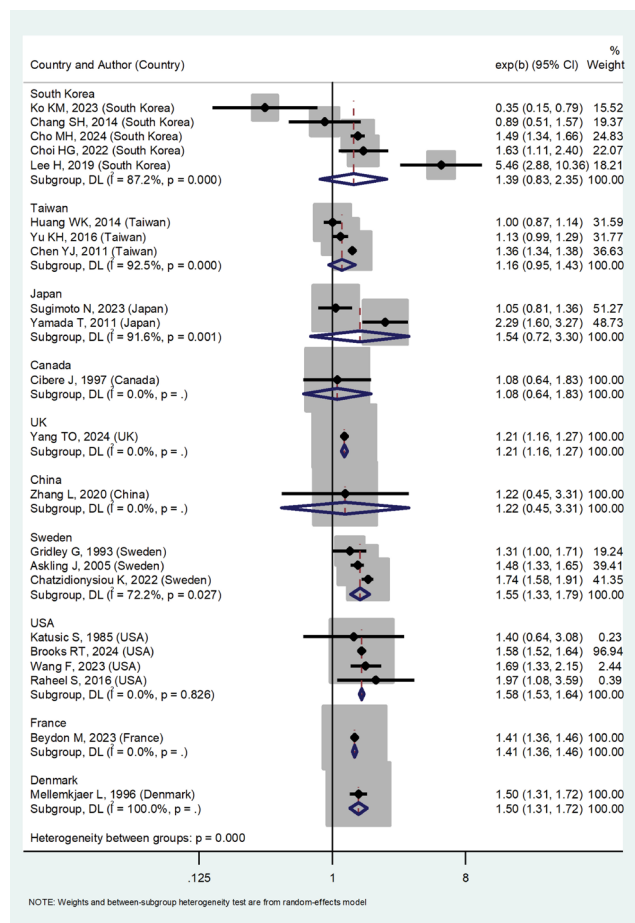 %
Country and Author (Country) exp(b) (95% CI) Weight
South Korea
Ko KM, 2023 (South Korea) 0.35 (0.15, 0.79) 15.52
Chang SH, 2014 (South Korea) 0.89 (0.51, 1.57) 19.37
Cho MH, 2024 (South Korea) 1.49 (1.34, 1.66) 24.83
Choi HG, 2022 (South Korea) 1.63 (1.11, 2.40) 22.07
Lee H, 2019 (South Korea) 5.46 (2.88, 10.36) 18.21
Subgroup, DL (I² = 87.2%, p = 0.000) 1.39 (0.83, 2.35) 100.00
Taiwan
Huang WK, 2014 (Taiwan) 1.00 (0.87, 1.14) 31.59
Yu KH, 2016 (Taiwan) 1.13 (0.99, 1.29) 31.77
Chen YJ, 2011 (Taiwan) 1.36 (1.34, 1.38) 36.63
Subgroup, DL (I² = 92.5%, p = 0.000) 1.16 (0.95, 1.43) 100.00
Japan
Sugimoto N, 2023 (Japan) 1.05 (0.81, 1.36) 51.27
Yamada T, 2011 (Japan) 2.29 (1.60, 3.27) 48.73
Subgroup, DL (I² = 91.6%, p = 0.001) 1.54 (0.72, 3.30) 100.00
Canada
Cibere J, 1997 (Canada) 1.08 (0.64, 1.83) 100.00
Subgroup, DL (I² = 0.0%, p = .) 1.08 (0.64, 1.83) 100.00
UK
Yang TO, 2024 (UK) 1.21 (1.16, 1.27) 100.00
Subgroup, DL (I² = 0.0%, p = .) 1.21 (1.16, 1.27) 100.00
China
Zhang L, 2020 (China) 1.22 (0.45, 3.31) 100.00
Subgroup, DL (I² = 0.0%, p = .) 1.22 (0.45, 3.31) 100.00
Sweden
Gridley G, 1993 (Sweden) 1.31 (1.00, 1.71) 19.24
Askling J, 2005 (Sweden) 1.48 (1.33, 1.65) 39.41
Chatzidionysiou K, 2022 (Sweden) 1.74 (1.58, 1.91) 41.35
Subgroup, DL (I² = 72.2%, p = 0.027) 1.55 (1.33, 1.79) 100.00
USA
Katusic S, 1985 (USA) 1.40 (0.64, 3.08) 0.23
Brooks RT, 2024 (USA) 1.58 (1.52, 1.64) 96.94
Wang F, 2023 (USA) 1.69 (1.33, 2.15) 2.44
Raheel S, 2016 (USA) 1.97 (1.08, 3.59) 0.39
Subgroup, DL (I² = 0.0%, p = 0.826) 1.58 (1.53, 1.64) 100.00
France
Beydon M, 2023 (France) 1.41 (1.36, 1.46) 100.00
Subgroup, DL (I² = 0.0%, p = .) 1.41 (1.36, 1.46) 100.00
Denmark
Mellemkjaer L, 1996 (Denmark) 1.50 (1.31, 1.72) 100.00
Subgroup, DL (I² = 100.0%, p = .) 1.50 (1.31, 1.72) 100.00
Heterogeneity between groups: p = 0.000
.125 1 8
NOTE: Weights and between-subgroup heterogeneity test are from random-effects model